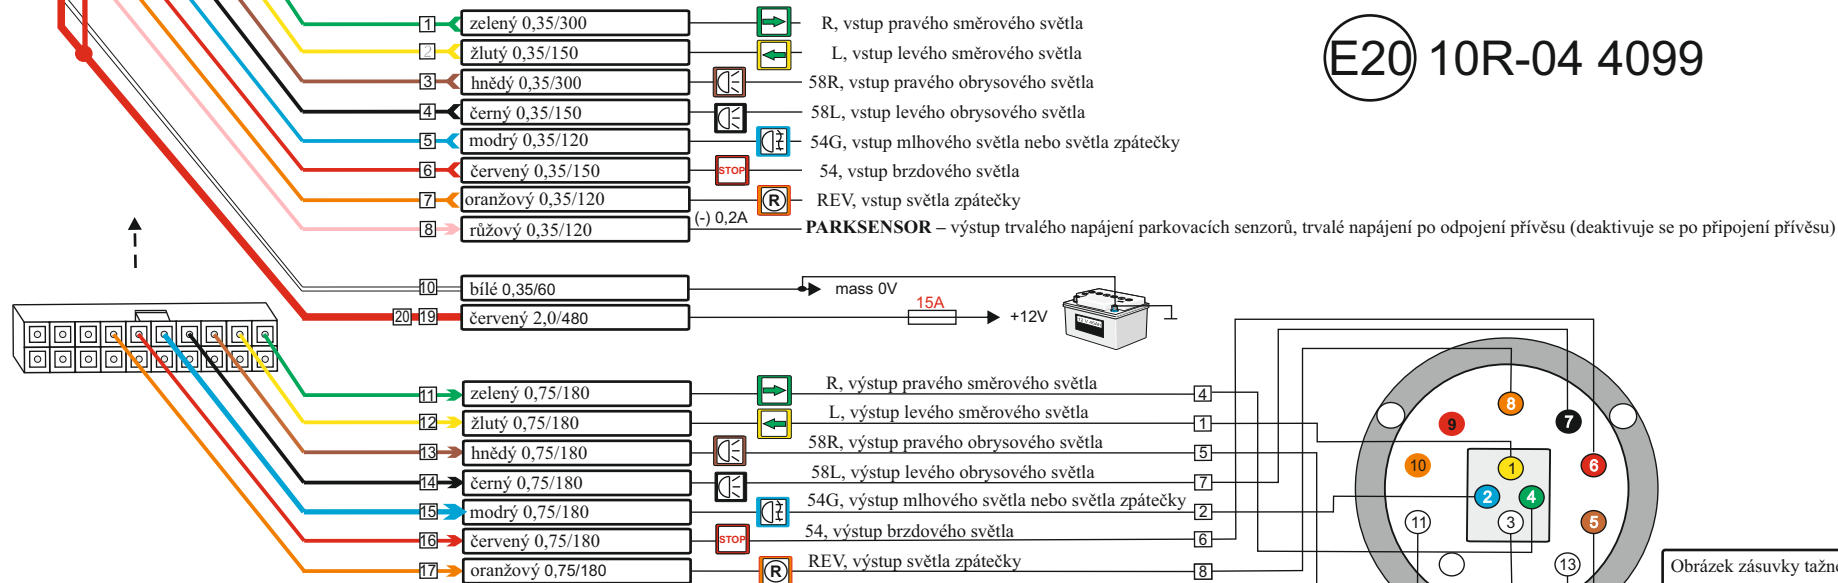 1 zelený 0,35/300 R, vstup pravého směrového světla
2 žlutý 0,35/150 L, vstup levého směrového světla
3 hnědý 0,35/300 58R, vstup pravého obrysového světla
4 černý 0,35/150 58L, vstup levého obrysového světla
5 modrý 0,35/120 54G, vstup mlhového světla nebo světla zpátečky
6 červený 0,35/150 STOP 54, vstup brzdového světla
7 oranžový 0,35/120 R REV, vstup světla zpátečky
8 růžový 0,35/120 (-) 0,2A PARKSENSOR – výstup trvalého napájení parkovacích senzorů, trvalé napájení po odpojení přívěsu (deaktivuje se po připojení přívěsu)
E20 10R-04 4099
10 bílé 0,35/60 mass 0V
20 19 červený 2,0/480 15A +12V
11 zelený 0,75/180 R, výstup pravého směrového světla 4
12 žlutý 0,75/180 L, výstup levého směrového světla 1
13 hnědý 0,75/180 58R, výstup pravého obrysového světla 5
14 černý 0,75/180 58L, výstup levého obrysového světla 7
15 modrý 0,75/180 54G, výstup mlhového světla nebo světla zpátečky 2
16 červený 0,75/180 STOP 54, výstup brzdového světla 6
17 oranžový 0,75/180 R REV, výstup světla zpátečky 8
8
9 7
10 1 6
2 4
11 3 5
13
Obrázek zásuvky tažné